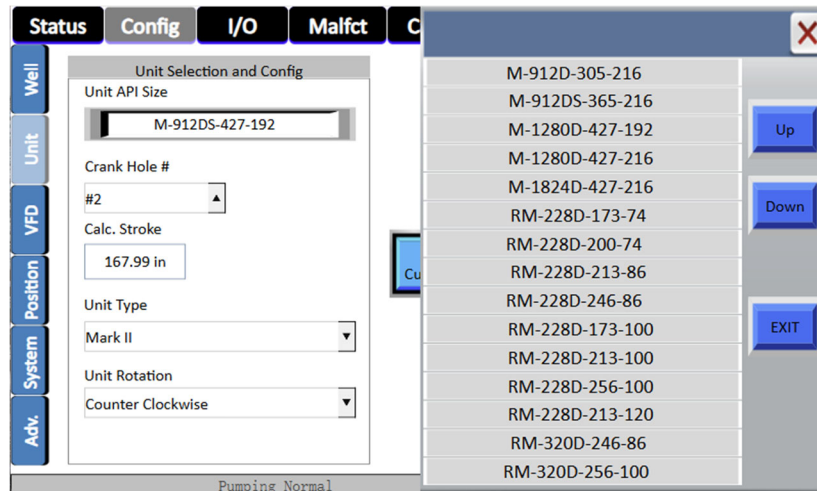 Status Config I/O Malfct C
Well
Unit
VFD
Position
System
Adv.
Unit Selection and Config
Unit API Size
M-912DS-427-192
Crank Hole #
#2
Calc. Stroke
167.99 in
Unit Type
Mark II
Unit Rotation
Counter Clockwise
Cu
Pumping Normal
M-912D-305-216
M-912DS-365-216
M-1280D-427-192
M-1280D-427-216
M-1824D-427-216
RM-228D-173-74
RM-228D-200-74
RM-228D-213-86
RM-228D-246-86
RM-228D-173-100
RM-228D-213-100
RM-228D-256-100
RM-228D-213-120
RM-320D-246-86
RM-320D-256-100
X
Up
Down
EXIT